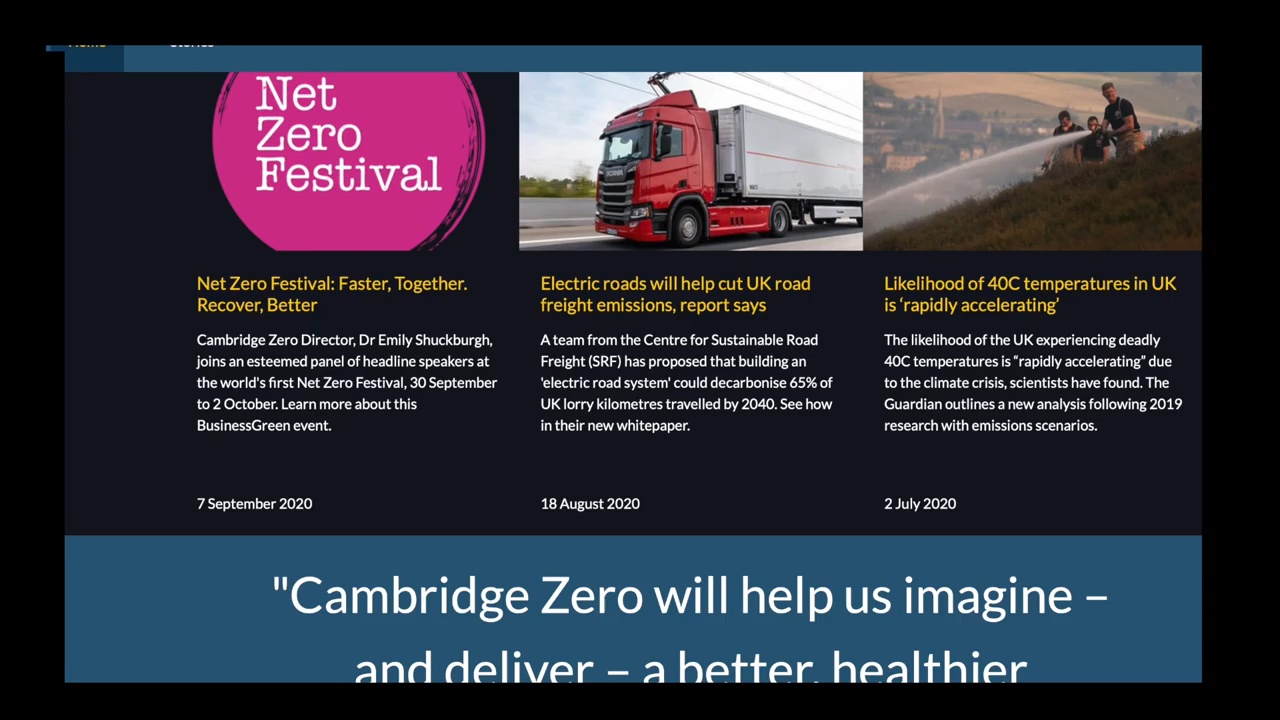 Home
Stories
Net
Zero
Festival
SCANIA
Net Zero Festival: Faster, Together.
Recover, Better
Cambridge Zero Director, Dr Emily Shuckburgh,
joins an esteemed panel of headline speakers at
the world's first Net Zero Festival, 30 September
to 2 October. Learn more about this
BusinessGreen event.
7 September 2020
Electric roads will help cut UK road
freight emissions, report says
A team from the Centre for Sustainable Road
Freight (SRF) has proposed that building an
'electric road system' could decarbonise 65% of
UK lorry kilometres travelled by 2040. See how
in their new whitepaper.
18 August 2020
Likelihood of 40C temperatures in UK
is ‘rapidly accelerating’
The likelihood of the UK experiencing deadly
40C temperatures is “rapidly accelerating” due
to the climate crisis, scientists have found. The
Guardian outlines a new analysis following 2019
research with emissions scenarios.
2 July 2020
"Cambridge Zero will help us imagine –
and deliver – a better, healthier